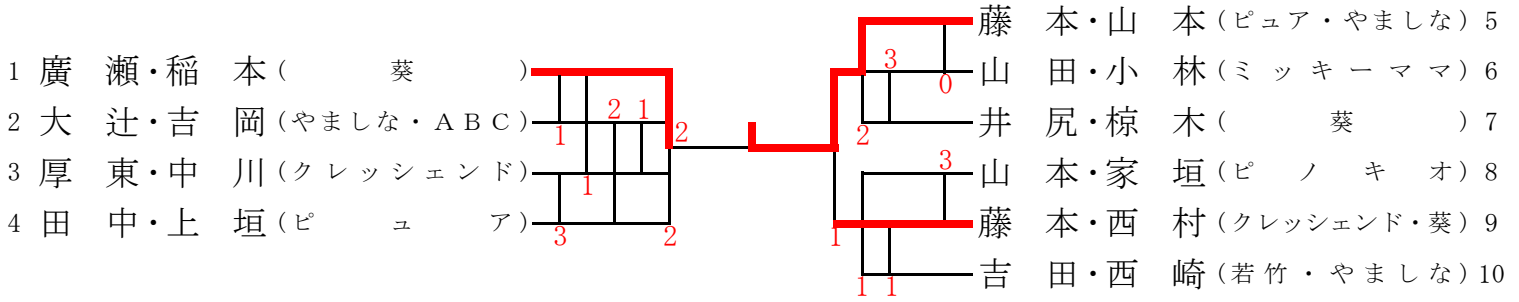 1 廣 瀬・稲 本 ( 葵 )
2 大 辻・吉 岡 (やましな・ＡＢＣ)
3 厚 東・中 川 (クレッシェンド)
4 田 中・上 垣 (ピュア)
1
1
2
1
3
2
2
藤 本・山 本 (ピュア・やましな) 5
山 田・小 林 (ミッキーママ) 6
井 尻・椋 木 ( 葵 ) 7
山 本・家 垣 (ピノキオ) 8
藤 本・西 村 (クレッシェンド・葵) 9
吉 田・西 崎 (若竹・やましな) 10
3
0
2
3
1
1
1